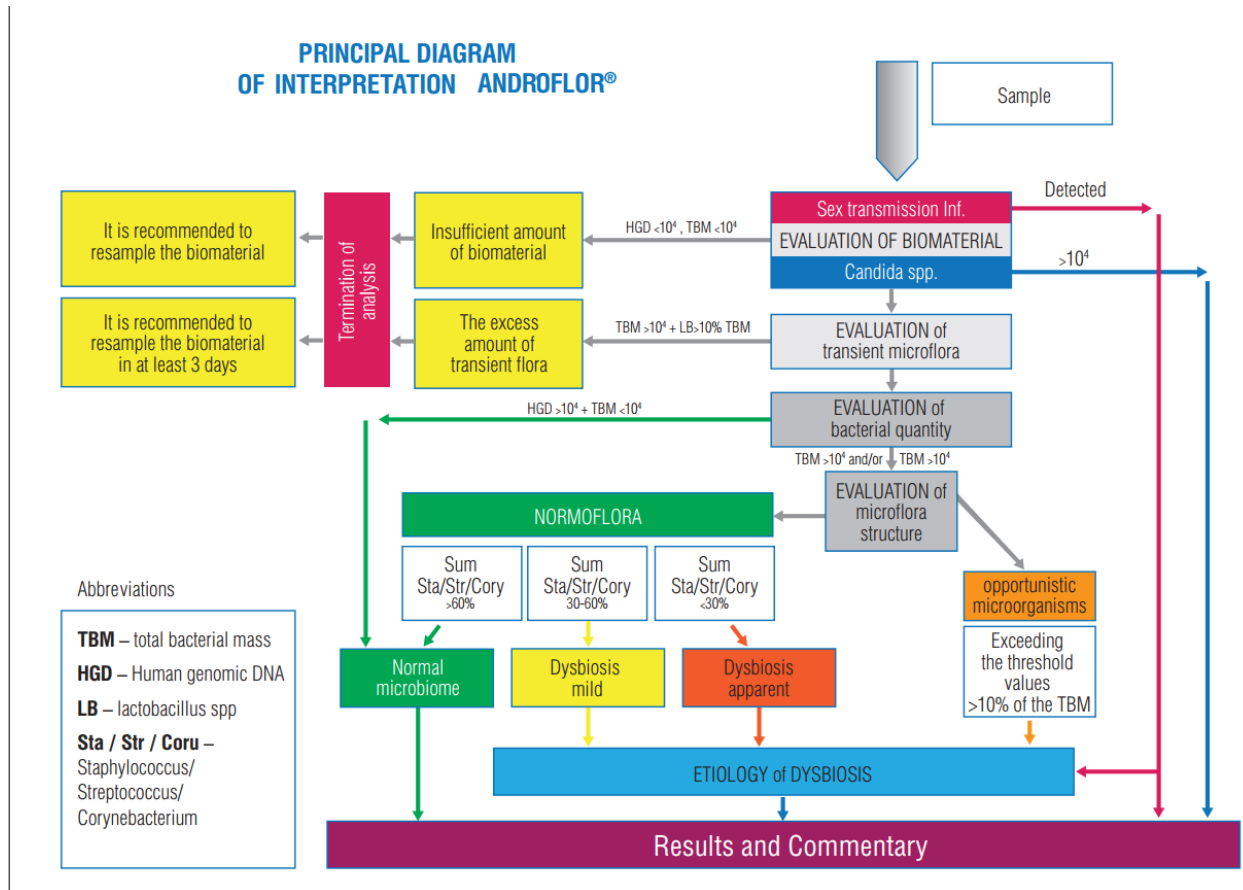 PRINCIPAL DIAGRAM
OF INTERPRETATION ANDROFLOR®
Sample
Sex transmission Inf.
EVALUATION OF BIOMATERIAL
Candida spp.
Detected
>10⁴
HGD <10⁴ , TBM <10⁴
Insufficient amount
of biomaterial
Termination of
analysis
It is recommended to
resample the biomaterial
EVALUATION of
transient microflora
TBM >10⁴ + LB>10% TBM
The excess
amount of
transient flora
It is recommended to
resample the biomaterial
in at least 3 days
EVALUATION of
bacterial quantity
HGD >10⁴ + TBM <10⁴
TBM >10⁴ and/or TBM >10⁴
EVALUATION of
microflora
structure
NORMOFLORA
Sum
Sta/Str/Cory
>60%
Sum
Sta/Str/Cory
30-60%
Sum
Sta/Str/Cory
<30%
opportunistic
microorganisms
Exceeding
the threshold
values
>10% of the TBM
Normal
microbiome
Dysbiosis
mild
Dysbiosis
apparent
ETIOLOGY of DYSBIOSIS
Results and Commentary
Abbreviations
TBM – total bacterial mass
HGD – Human genomic DNA
LB – lactobacillus spp
Sta / Str / Coru –
Staphylococcus/
Streptococcus/
Corynebacterium